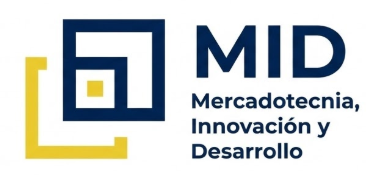 MID
Mercadotecnia,
Innovación y
Desarrollo